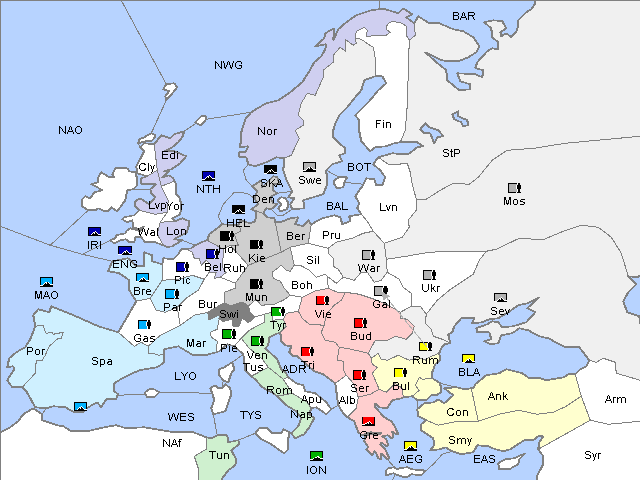 BAR
NWG
NAO
Nor
Fin
StP
Edi
Cly
BOT
SKA
Swe
NTH
Mos
Den
Lvp Yor
HEL
BAL
Lvn
Wal
Lon
IRI
Hol
Kie
Ber
Pru
ENG
Bel
Ruh
Sil
War
Pic
Ukr
Bre
Boh
Gal
MAO
Par
Mun
Sev
Bur
Swi
Vie
Tyr
Bud
Gas
Mar
Pie
Ven
Rum
Por
Spa
Tus
Tri
BLA
LYO
ADR
Ser
Bul
Rom
Apu
Alb
Ank
Arm
WES
TYS
Nap
Con
NAf
Gre
Smy
Tun
ION
AEG
EAS
Syr